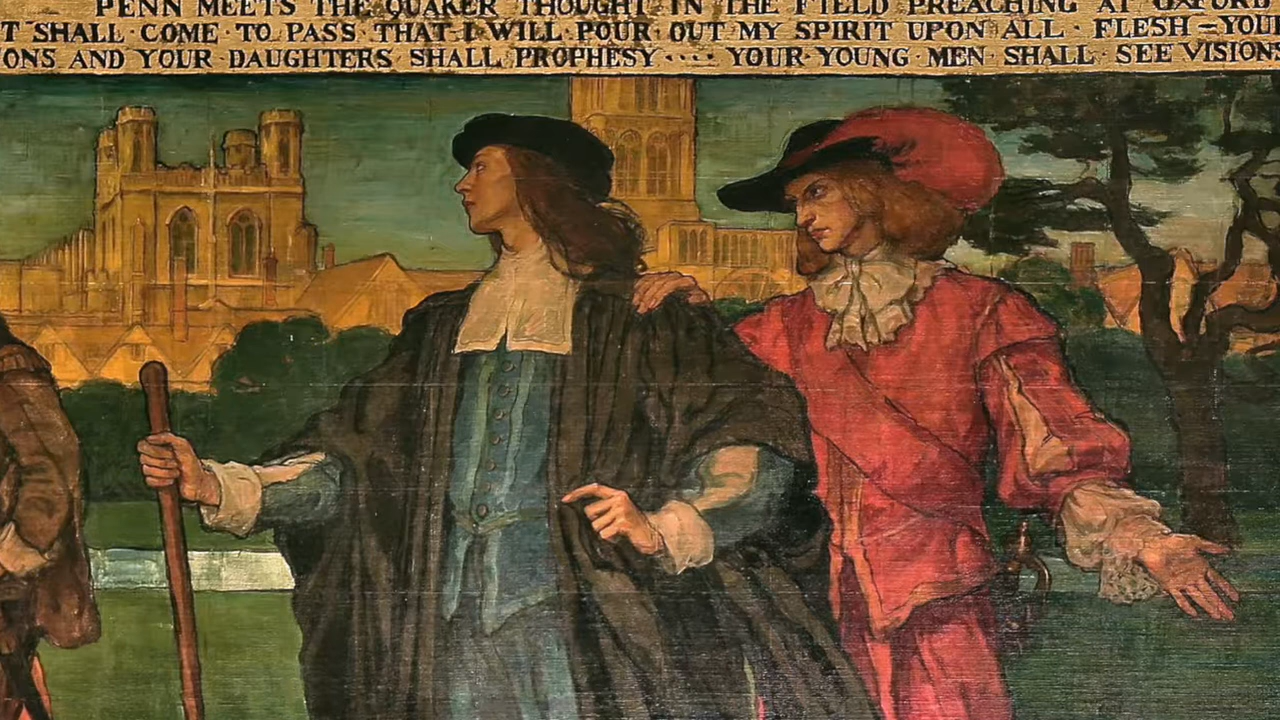 PENN MEETS THE QUAKER THOUGHT IN THE FIELD PREACHING AT OXFORD
T SHALL · COME · TO PASS THAT · I WILL · POUR · OUT MY SPIRIT UPON ALL · FLESH – YOU
ONS AND YOUR · DAUGHTERS SHALL PROPHESY · · · · YOUR · YOUNG · MEN SHALL SEE VISIONS